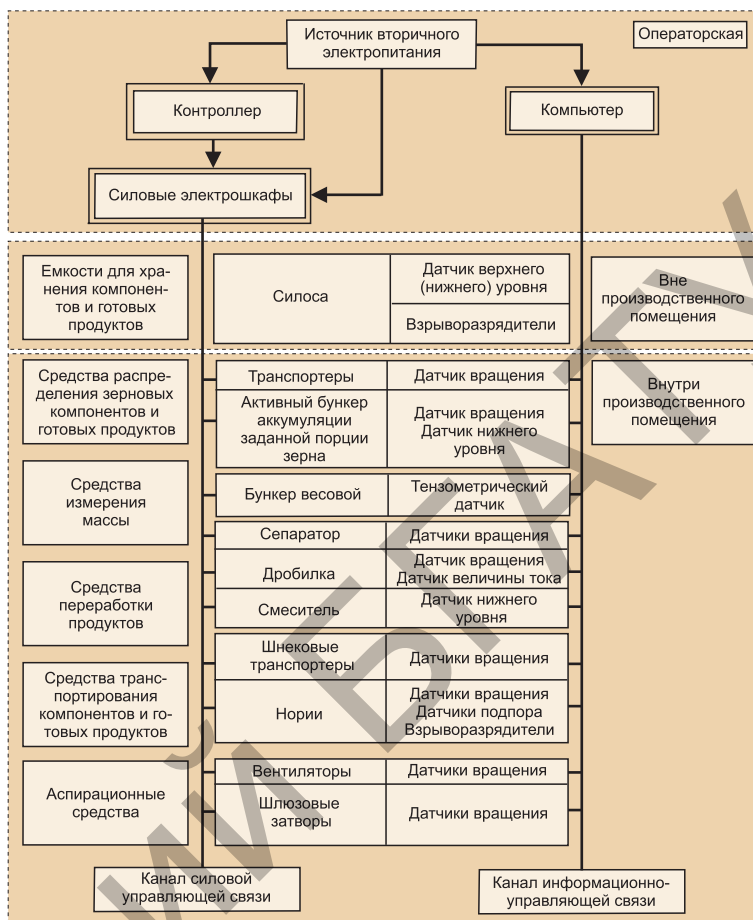 Источник вторичного
электропитания
Операторская
Контроллер
Компьютер
Силовые электрошкафы
Емкости для хра-
нения компонен-
тов и готовых
продуктов
Силоса
Датчик верхнего
(нижнего) уровня
Взрыворазрядители
Вне
производственного
помещения
Средства распре-
деления зерновых
компонентов и
готовых продуктов
Транспортеры
Датчик вращения
Активный бункер
аккумуляции
заданной порции
зерна
Датчик вращения
Датчик нижнего
уровня
Внутри
производственного
помещения
Средства
измерения
массы
Бункер весовой
Тензометрический
датчик
Сепаратор
Датчики вращения
Дробилка
Датчик вращения
Датчик величины тока
Смеситель
Датчик нижнего
уровня
Средства
переработки
продуктов
Шнековые
транспортеры
Датчики вращения
Средства транс-
портирования
компонентов и го-
товых продуктов
Нории
Датчики вращения
Датчики подпора
Взрыворазрядители
Аспирационные
средства
Вентиляторы
Датчики вращения
Шлюзовые
затворы
Датчики вращения
Канал силовой
управляющей связи
Канал информационно-
управляющей связи
ИЙ БГАТУ